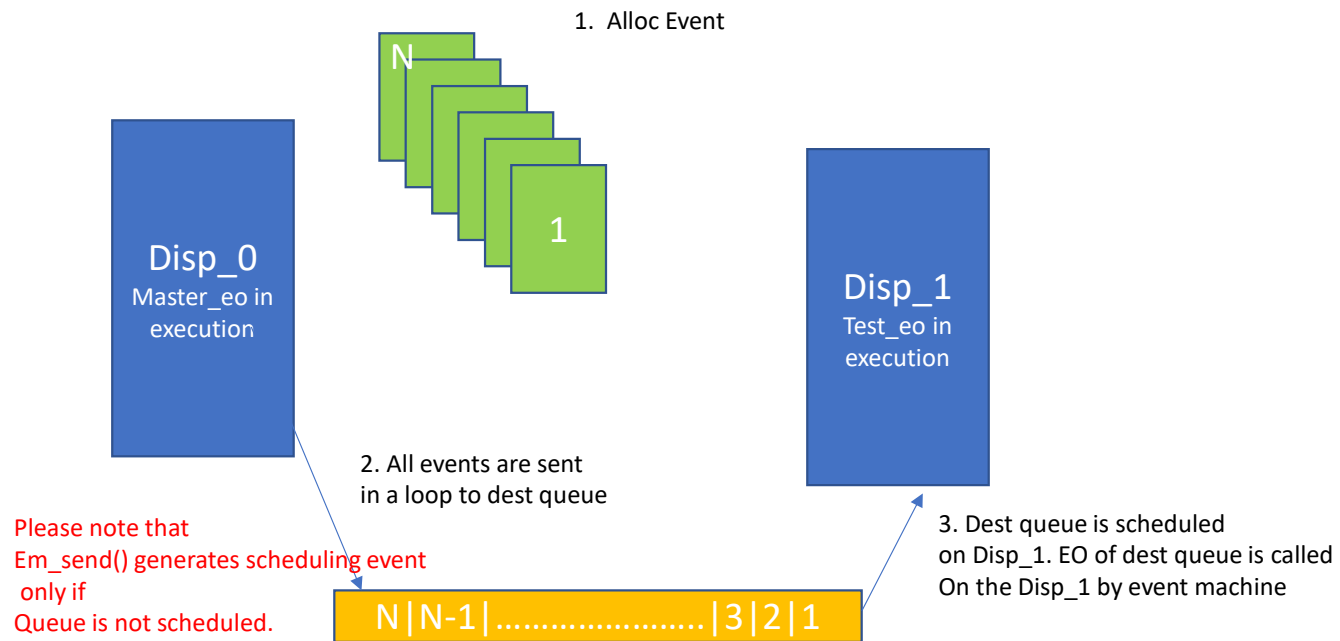 1. Alloc Event
N
1
Disp_0
Master_eo in
execution
Disp_1
Test_eo in
execution
2. All events are sent
in a loop to dest queue
Please note that
Em_send() generates scheduling event
only if
Queue is not scheduled.
3. Dest queue is scheduled
on Disp_1. EO of dest queue is called
On the Disp_1 by event machine
N|N-1|........................|3|2|1